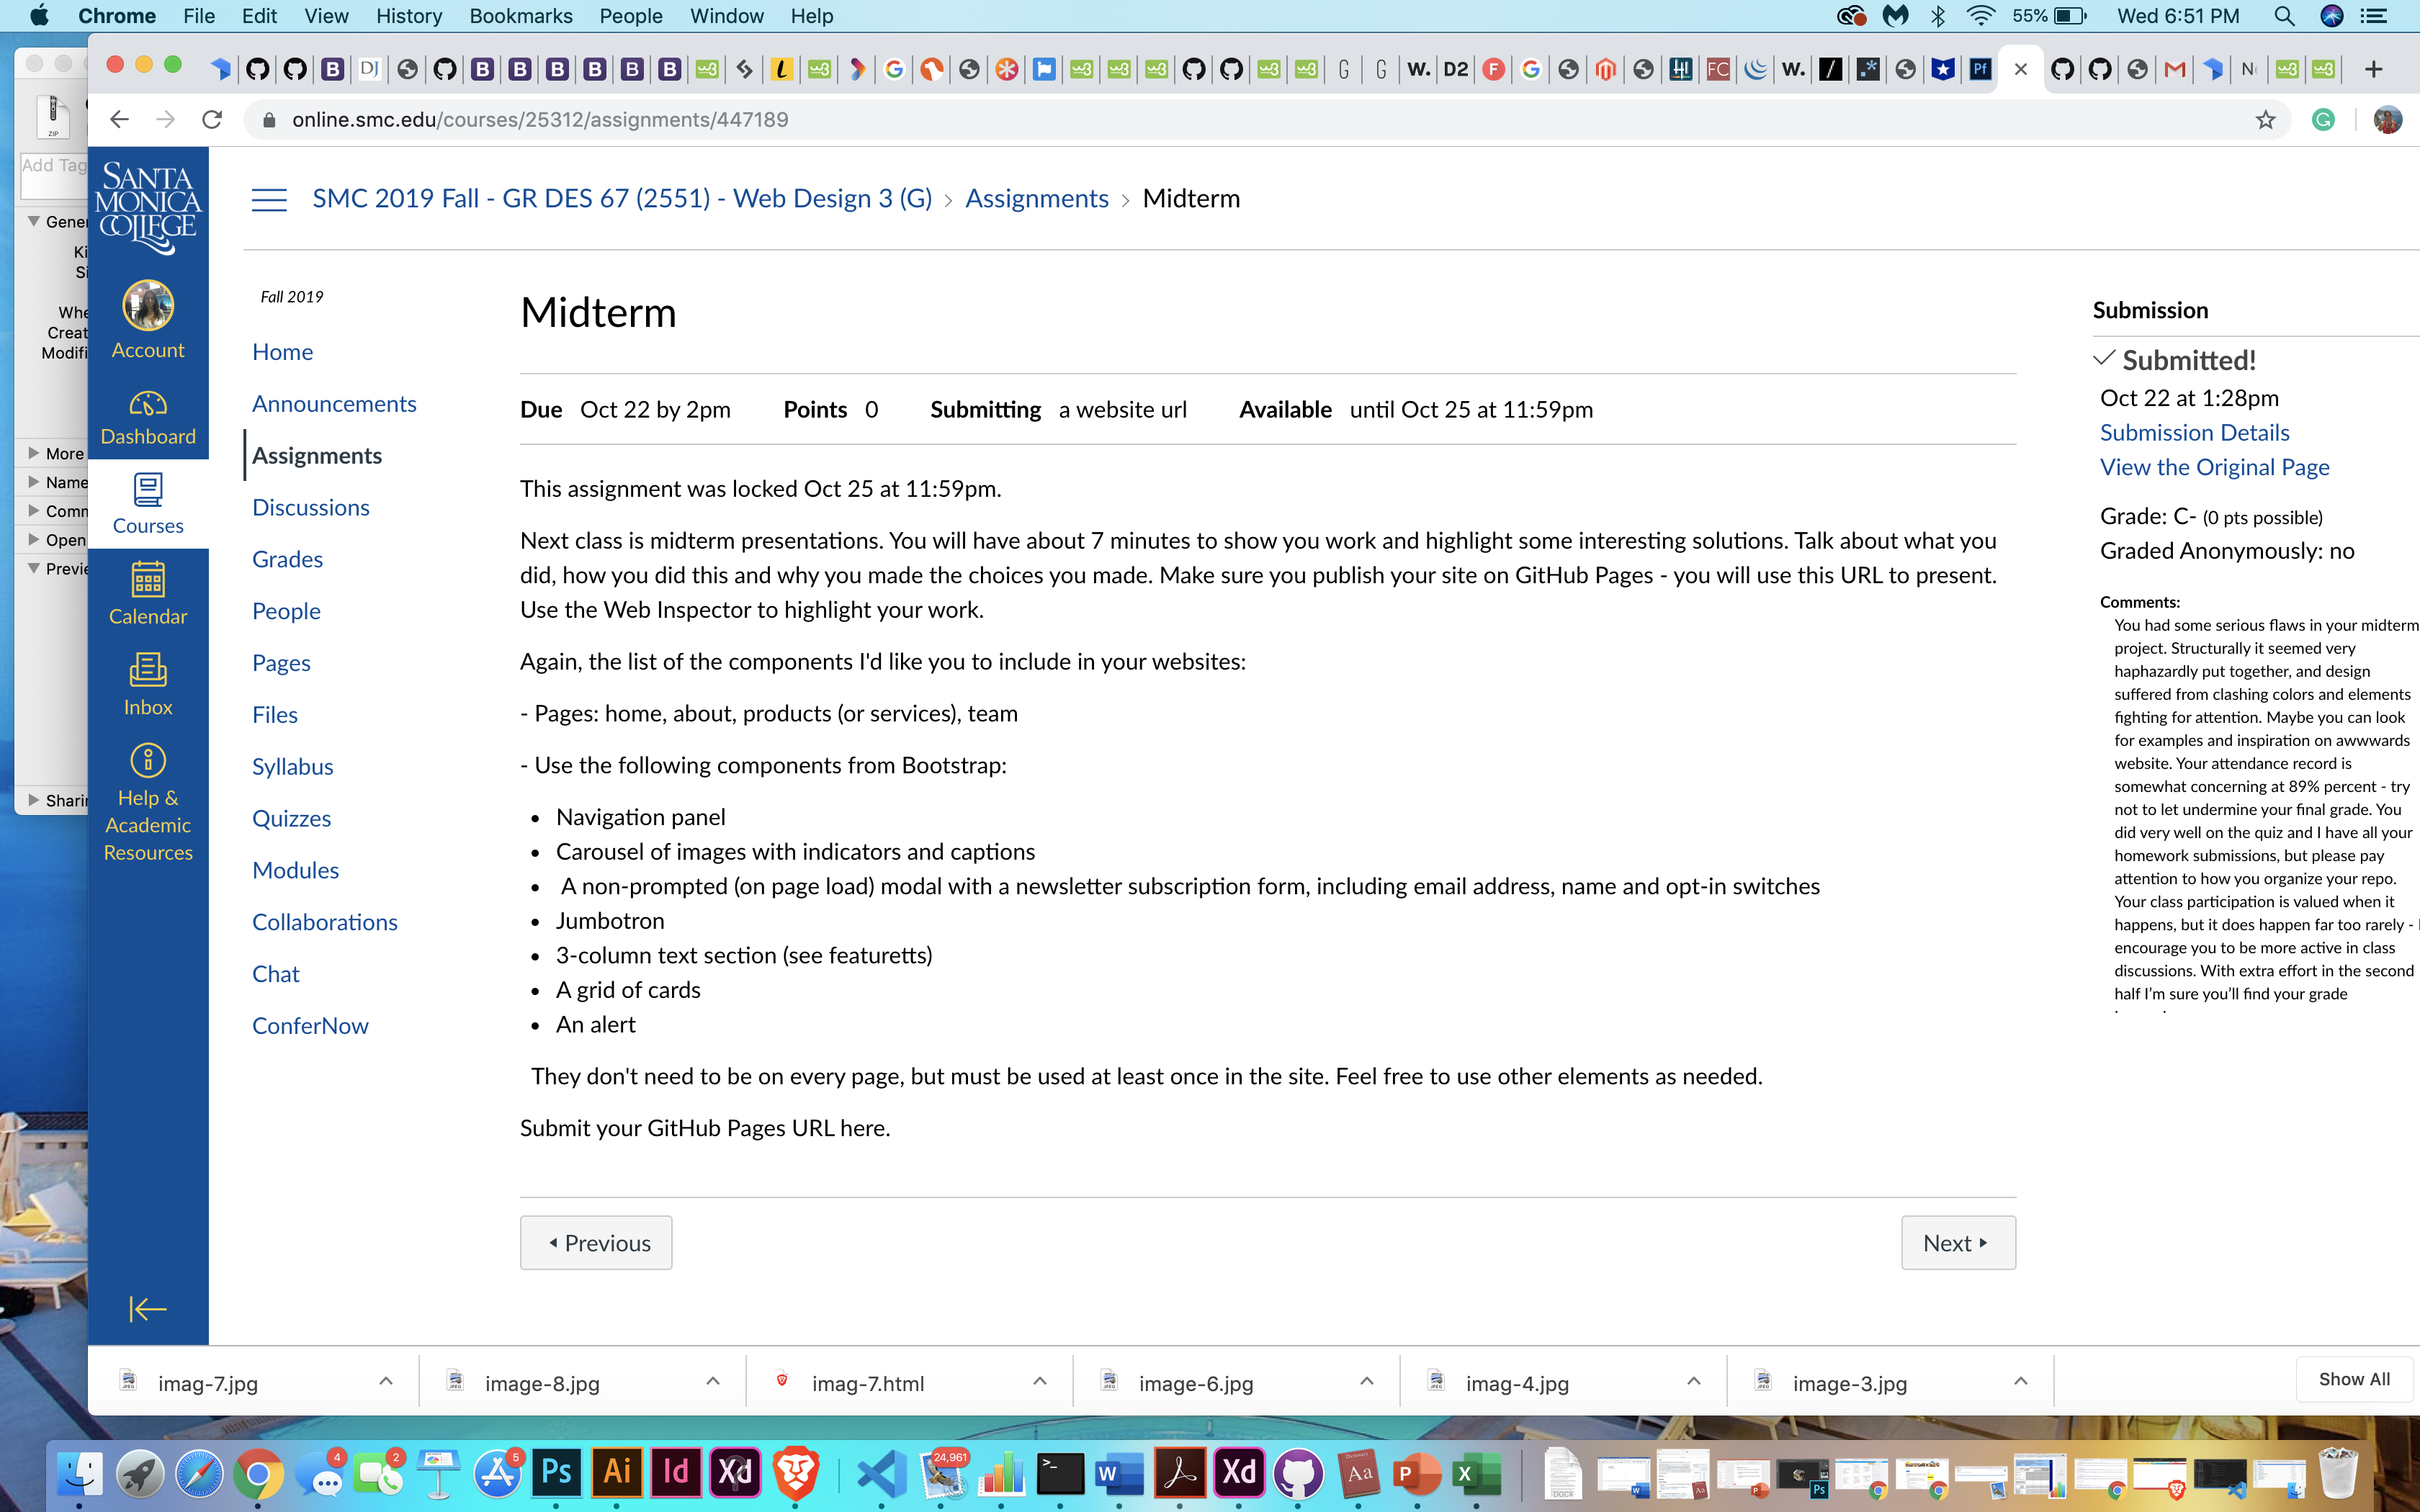 Chrome File Edit View History Bookmarks People Window Help 55% Wed 6:51 PM
online.smc.edu/courses/25312/assignments/447189
ZIP
Add Tag
Gener
Ki
Si
Whe
Creat
Modifi
More
Name
Comm
Open
Previe
Sharin
SANTA MONICA COLLEGE
Account
Dashboard
Courses
Calendar
Inbox
Help &
Academic
Resources
SMC 2019 Fall - GR DES 67 (2551) - Web Design 3 (G) › Assignments › Midterm
Fall 2019
Home
Announcements
Assignments
Discussions
Grades
People
Pages
Files
Syllabus
Quizzes
Modules
Collaborations
Chat
ConferNow
Midterm
Due Oct 22 by 2pm Points 0 Submitting a website url Available until Oct 25 at 11:59pm
This assignment was locked Oct 25 at 11:59pm.
Next class is midterm presentations. You will have about 7 minutes to show you work and highlight some interesting solutions. Talk about what you
did, how you did this and why you made the choices you made. Make sure you publish your site on GitHub Pages - you will use this URL to present.
Use the Web Inspector to highlight your work.
Again, the list of the components I'd like you to include in your websites:
- Pages: home, about, products (or services), team
- Use the following components from Bootstrap:
• Navigation panel
• Carousel of images with indicators and captions
• A non-prompted (on page load) modal with a newsletter subscription form, including email address, name and opt-in switches
• Jumbotron
• 3-column text section (see featuretts)
• A grid of cards
• An alert
They don't need to be on every page, but must be used at least once in the site. Feel free to use other elements as needed.
Submit your GitHub Pages URL here.
Previous
Next
Submission
Submitted!
Oct 22 at 1:28pm
Submission Details
View the Original Page
Grade: C- (0 pts possible)
Graded Anonymously: no
Comments:
You had some serious flaws in your midterm
project. Structurally it seemed very
haphazardly put together, and design
suffered from clashing colors and elements
fighting for attention. Maybe you can look
for examples and inspiration on awwwards
website. Your attendance record is
somewhat concerning at 89% percent - try
not to let undermine your final grade. You
did very well on the quiz and I have all your
homework submissions, but please pay
attention to how you organize your repo.
Your class participation is valued when it
happens, but it does happen far too rarely - I
encourage you to be more active in class
discussions. With extra effort in the second
half I'm sure you'll find your grade
imag-7.jpg
image-8.jpg
imag-7.html
image-6.jpg
imag-4.jpg
image-3.jpg
Show All
4 2 5 Ps Ai Id Xd 24,961 W Xd Aa P X DOCX